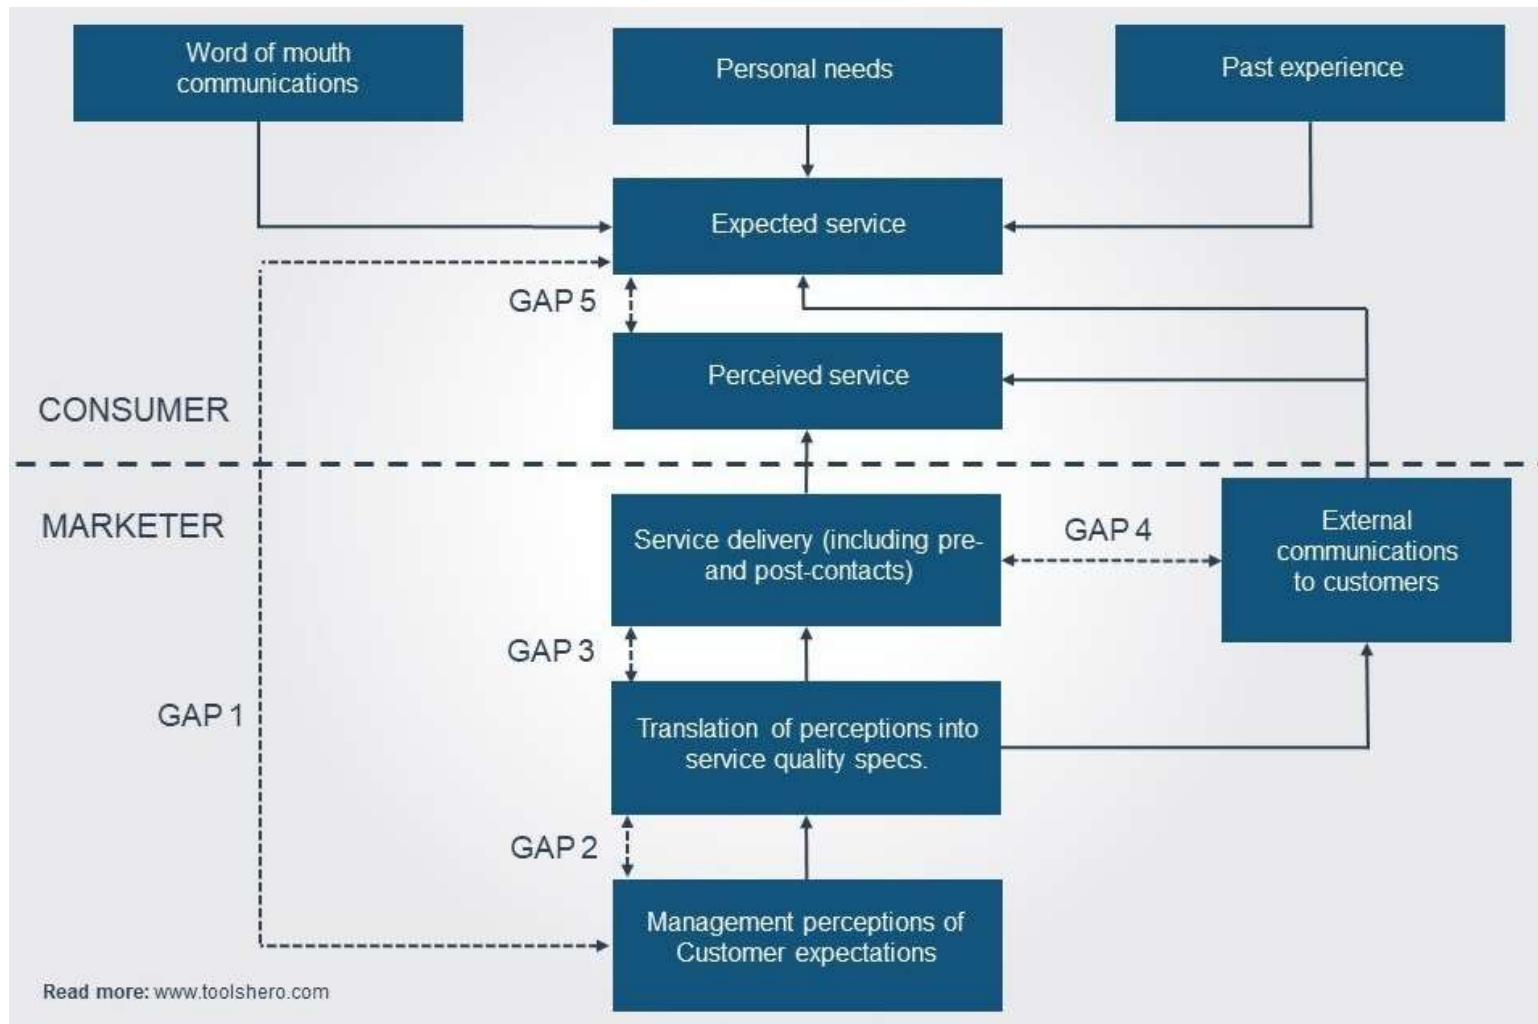 Word of mouth
communications
Personal needs
Past experience
Expected service
GAP 5
Perceived service
CONSUMER
MARKETER
Service delivery (including pre-
and post-contacts)
GAP 4
External
communications
to customers
GAP 3
GAP 1
Translation of perceptions into
service quality specs.
GAP 2
Management perceptions of
Customer expectations
Read more: www.toolshero.com